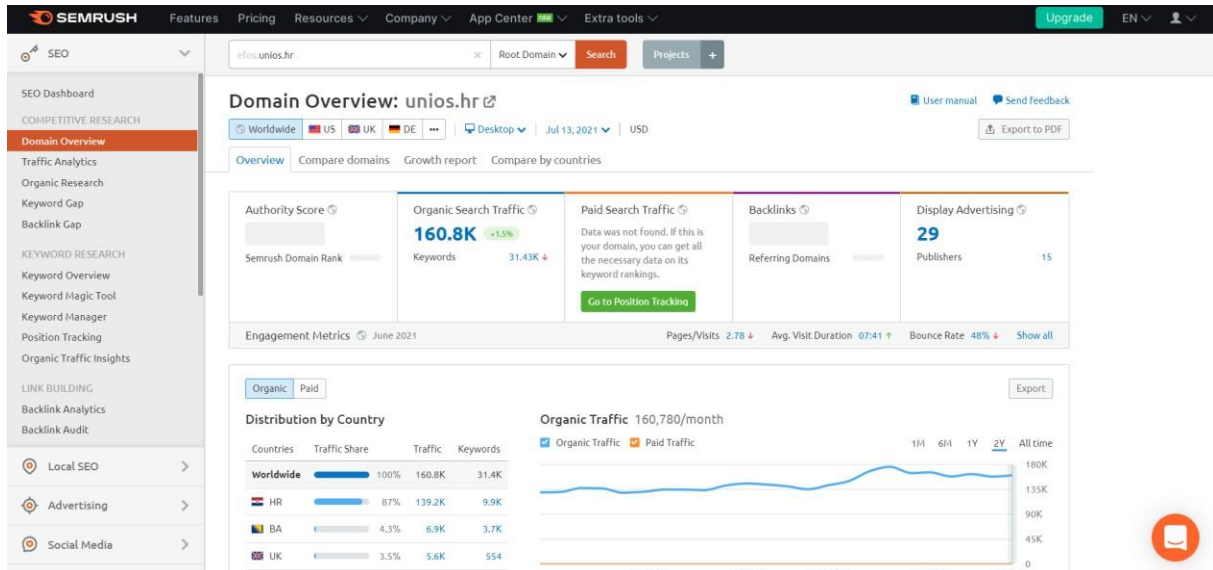 SEMRUSH Features Pricing Resources Company App Center NEW Extra tools Upgrade EN
SEO
efos.unios.hr × Root Domain Search Projects +
SEO Dashboard
COMPETITIVE RESEARCH
Domain Overview
Traffic Analytics
Organic Research
Keyword Gap
Backlink Gap
KEYWORD RESEARCH
Keyword Overview
Keyword Magic Tool
Keyword Manager
Position Tracking
Organic Traffic Insights
LINK BUILDING
Backlink Analytics
Backlink Audit
Local SEO
Advertising
Social Media
Domain Overview: unios.hr
User manual Send feedback
Worldwide US UK DE ••• Desktop Jul 13, 2021 USD
Export to PDF
Overview Compare domains Growth report Compare by countries
Authority Score
Semrush Domain Rank
Organic Search Traffic
160.8K +1.5%
Keywords 31.43K ↓
Paid Search Traffic
Data was not found. If this is
your domain, you can get all
the necessary data on its
keyword rankings.
Go to Position Tracking
Backlinks
Referring Domains
Display Advertising
29
Publishers 15
Engagement Metrics June 2021 Pages/Visits 2.78 ↓ Avg. Visit Duration 07:41 ↑ Bounce Rate 48% ↓ Show all
Organic Paid
Export
Distribution by Country
Countries Traffic Share Traffic Keywords
Worldwide 100% 160.8K 31.4K
HR 87% 139.2K 9.9K
BA 4.3% 6.9K 3.7K
UK 3.5% 5.6K 554
Organic Traffic 160,780/month
Organic Traffic Paid Traffic 1M 6M 1Y 2Y All time
180K
135K
90K
45K
0